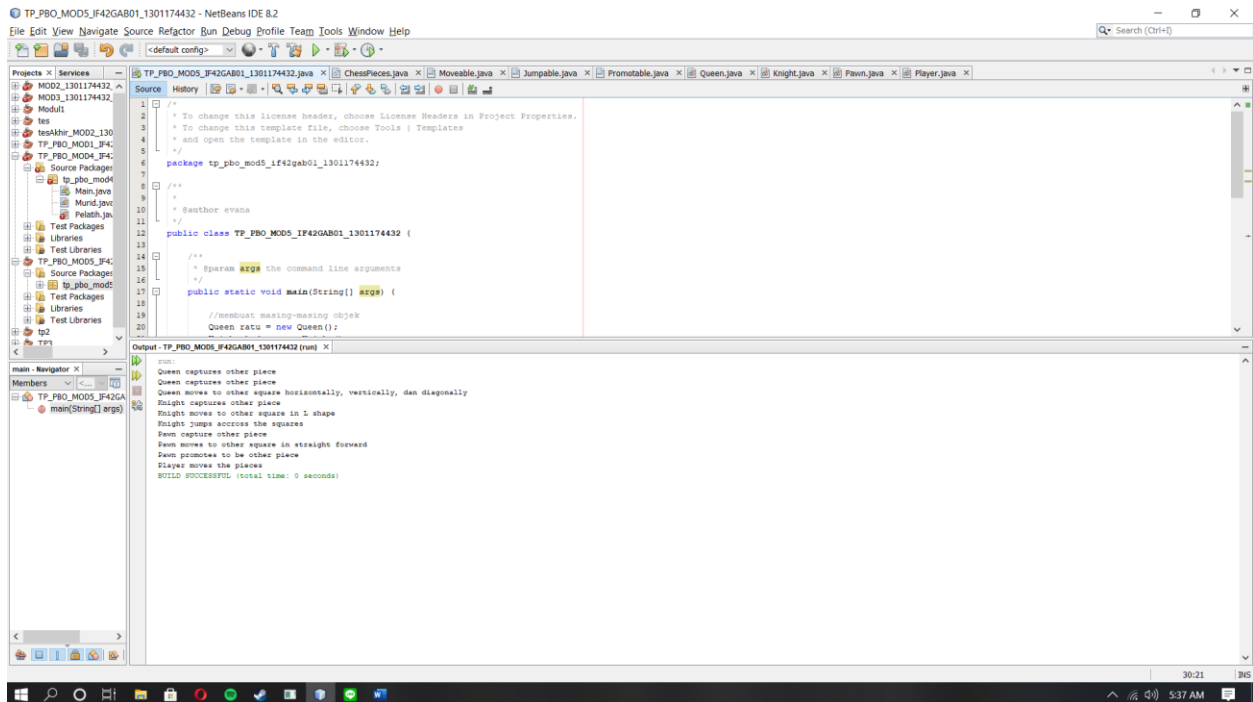 TP_PBO_MOD5_IF42GAB01_1301174432 - NetBeans IDE 8.2
File Edit View Navigate Source Refactor Run Debug Profile Team Tools Window Help
Search (Ctrl+I)
<default config>
Projects Services
TP_PBO_MOD5_IF42GAB01_1301174432.java ChessPieces.java Moveable.java Jumpable.java Promotable.java Queen.java Knight.java Pawn.java Player.java
Source History
MOD2_1301174432_
MOD3_1301174432_
Modul1
tes
tesAkhir_MOD2_130
TP_PBO_MOD1_IF42
TP_PBO_MOD4_IF42
Source Packages
tp_pbo_mod4
Main.java
Murid.java
Pelatih.jav
Test Packages
Libraries
Test Libraries
TP_PBO_MOD5_IF42
Source Packages
tp_pbo_mod5
Test Packages
Libraries
Test Libraries
tp2
TP3
1 /*
2 * To change this license header, choose License Headers in Project Properties.
3 * To change this template file, choose Tools | Templates
4 * and open the template in the editor.
5 */
6 package tp_pbo_mod5_if42gab01_1301174432;
7
8 /**
9 *
10 * @author evana
11 */
12 public class TP_PBO_MOD5_IF42GAB01_1301174432 {
13
14 /**
15 * @param args the command line arguments
16 */
17 public static void main(String[] args) {
18
19 //membuat masing-masing objek
20 Queen ratu = new Queen();
main - Navigator
Members <...
TP_PBO_MOD5_IF42GA
main(String[] args)
Output - TP_PBO_MOD5_IF42GAB01_1301174432 (run)
run:
Queen captures other piece
Queen captures other piece
Queen moves to other square horizontally, vertically, dan diagonally
Knight captures other piece
Knight moves to other square in L shape
Knight jumps accross the squares
Pawn capture other piece
Pawn moves to other square in straight forward
Pawn promotes to be other piece
Player moves the pieces
BUILD SUCCESSFUL (total time: 0 seconds)
30:21 INS
5:37 AM